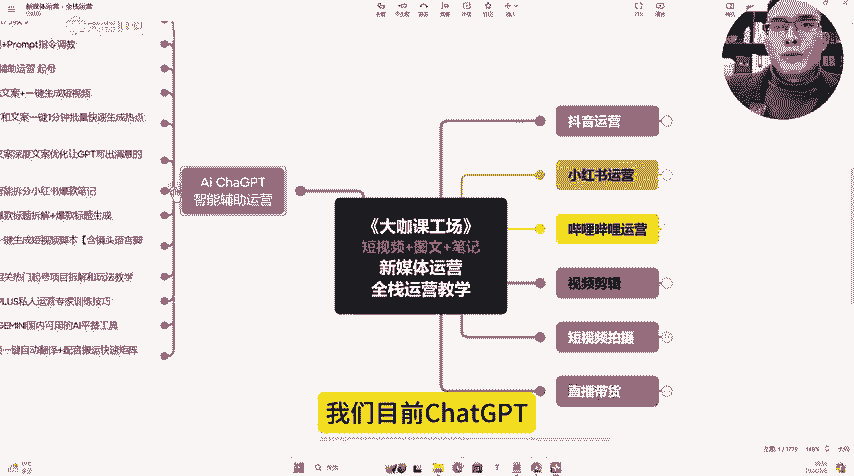 新媒体运营·全栈运营
+Prompt指令调教
辅助运营 起号
文案+一键生成短视频
和文案一键1分钟批量快速生成热点
文案深度文案优化让GPT写出满意的
智能拆分小红书爆款笔记
爆款标题拆解+爆款标题生成
一键生成短视频脚本【含镜头语言脚
相关热门起号项目拆解和玩法教学
PLUS私人运营专家训练技巧
GEMINI国内可用的AI平替工具
一键自动翻译+配音搬运快速矩阵
Ai ChaGPT
智能辅助运营
《大咖课工场》
短视频+图文+笔记
新媒体运营
全栈运营教学
抖音运营
小红书运营
哔哩哔哩运营
视频剪辑
短视频拍摄
直播带货
我们目前ChatGPT